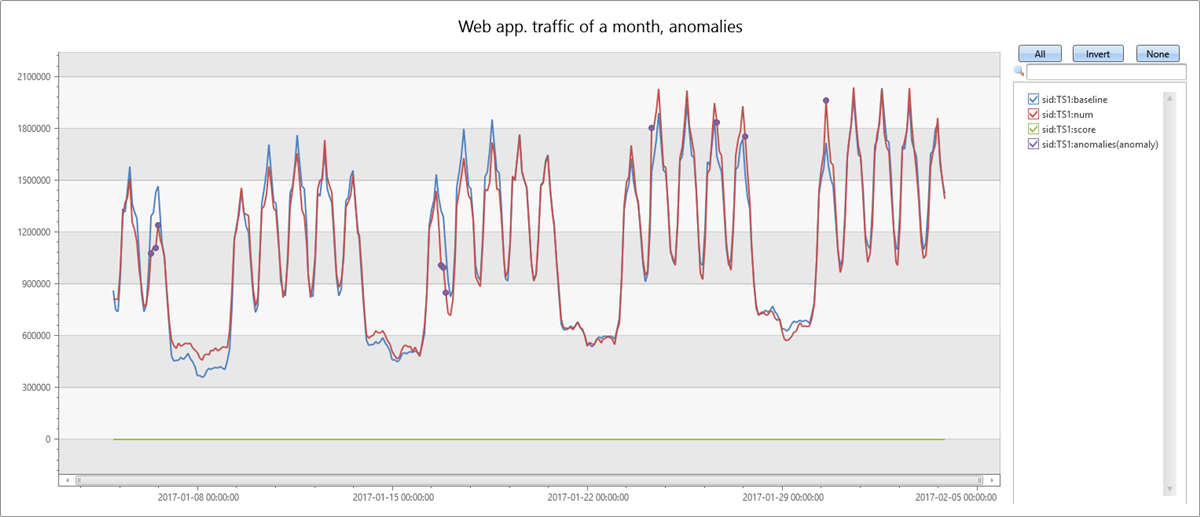 Web app. traffic of a month, anomalies
All Invert None
sid:TS1:baseline
sid:TS1:num
sid:TS1:score
sid:TS1:anomalies(anomaly)
2100000
1800000
1500000
1200000
900000
600000
300000
0
2017-01-08 00:00:00 2017-01-15 00:00:00 2017-01-22 00:00:00 2017-01-29 00:00:00 2017-02-05 00:00:00